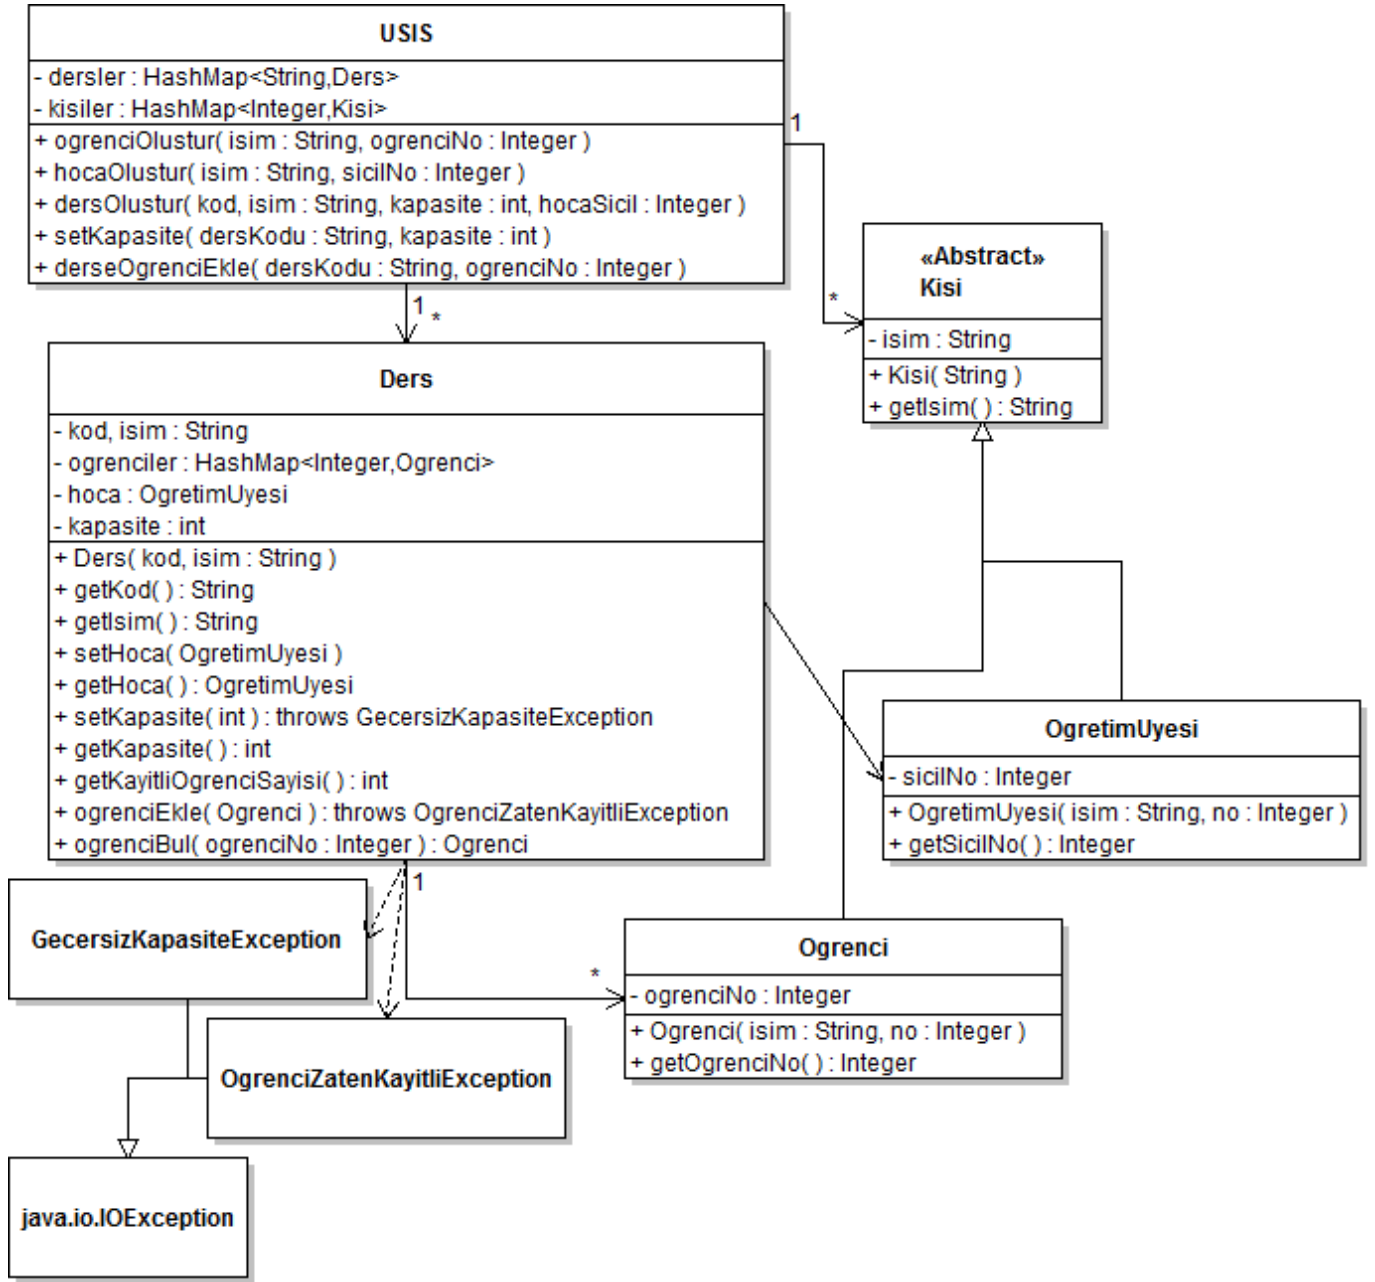 USIS
- dersler : HashMap<String,Ders>
- kisiler : HashMap<Integer,Kisi>
+ ogrenciOlustur( isim : String, ogrenciNo : Integer )
+ hocaOlustur( isim : String, sicilNo : Integer )
+ dersOlustur( kod, isim : String, kapasite : int, hocaSicil : Integer )
+ setKapasite( dersKodu : String, kapasite : int )
+ derseOgrenciEkle( dersKodu : String, ogrenciNo : Integer )
1
*
1
*
«Abstract»
Kisi
- isim : String
+ Kisi( String )
+ getIsim( ) : String
Ders
- kod, isim : String
- ogrenciler : HashMap<Integer,Ogrenci>
- hoca : OgretimUyesi
- kapasite : int
+ Ders( kod, isim : String )
+ getKod( ) : String
+ getIsim( ) : String
+ setHoca( OgretimUyesi )
+ getHoca( ) : OgretimUyesi
+ setKapasite( int ) : throws GecersizKapasiteException
+ getKapasite( ) : int
+ getKayitliOgrenciSayisi( ) : int
+ ogrenciEkle( Ogrenci ) : throws OgrenciZatenKayitliException
+ ogrenciBul( ogrenciNo : Integer ) : Ogrenci
OgretimUyesi
- sicilNo : Integer
+ OgretimUyesi( isim : String, no : Integer )
+ getSicilNo( ) : Integer
1
*
GecersizKapasiteException
Ogrenci
- ogrenciNo : Integer
+ Ogrenci( isim : String, no : Integer )
+ getOgrenciNo( ) : Integer
OgrenciZatenKayitliException
java.io.IOException